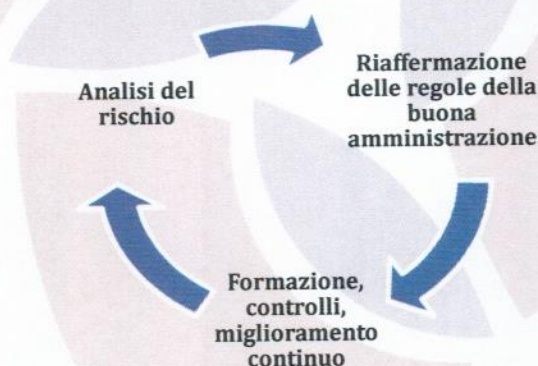 Analisi del
rischio
Riaffermazione
delle regole della
buona
amministrazione
Formazione,
controlli,
miglioramento
continuo